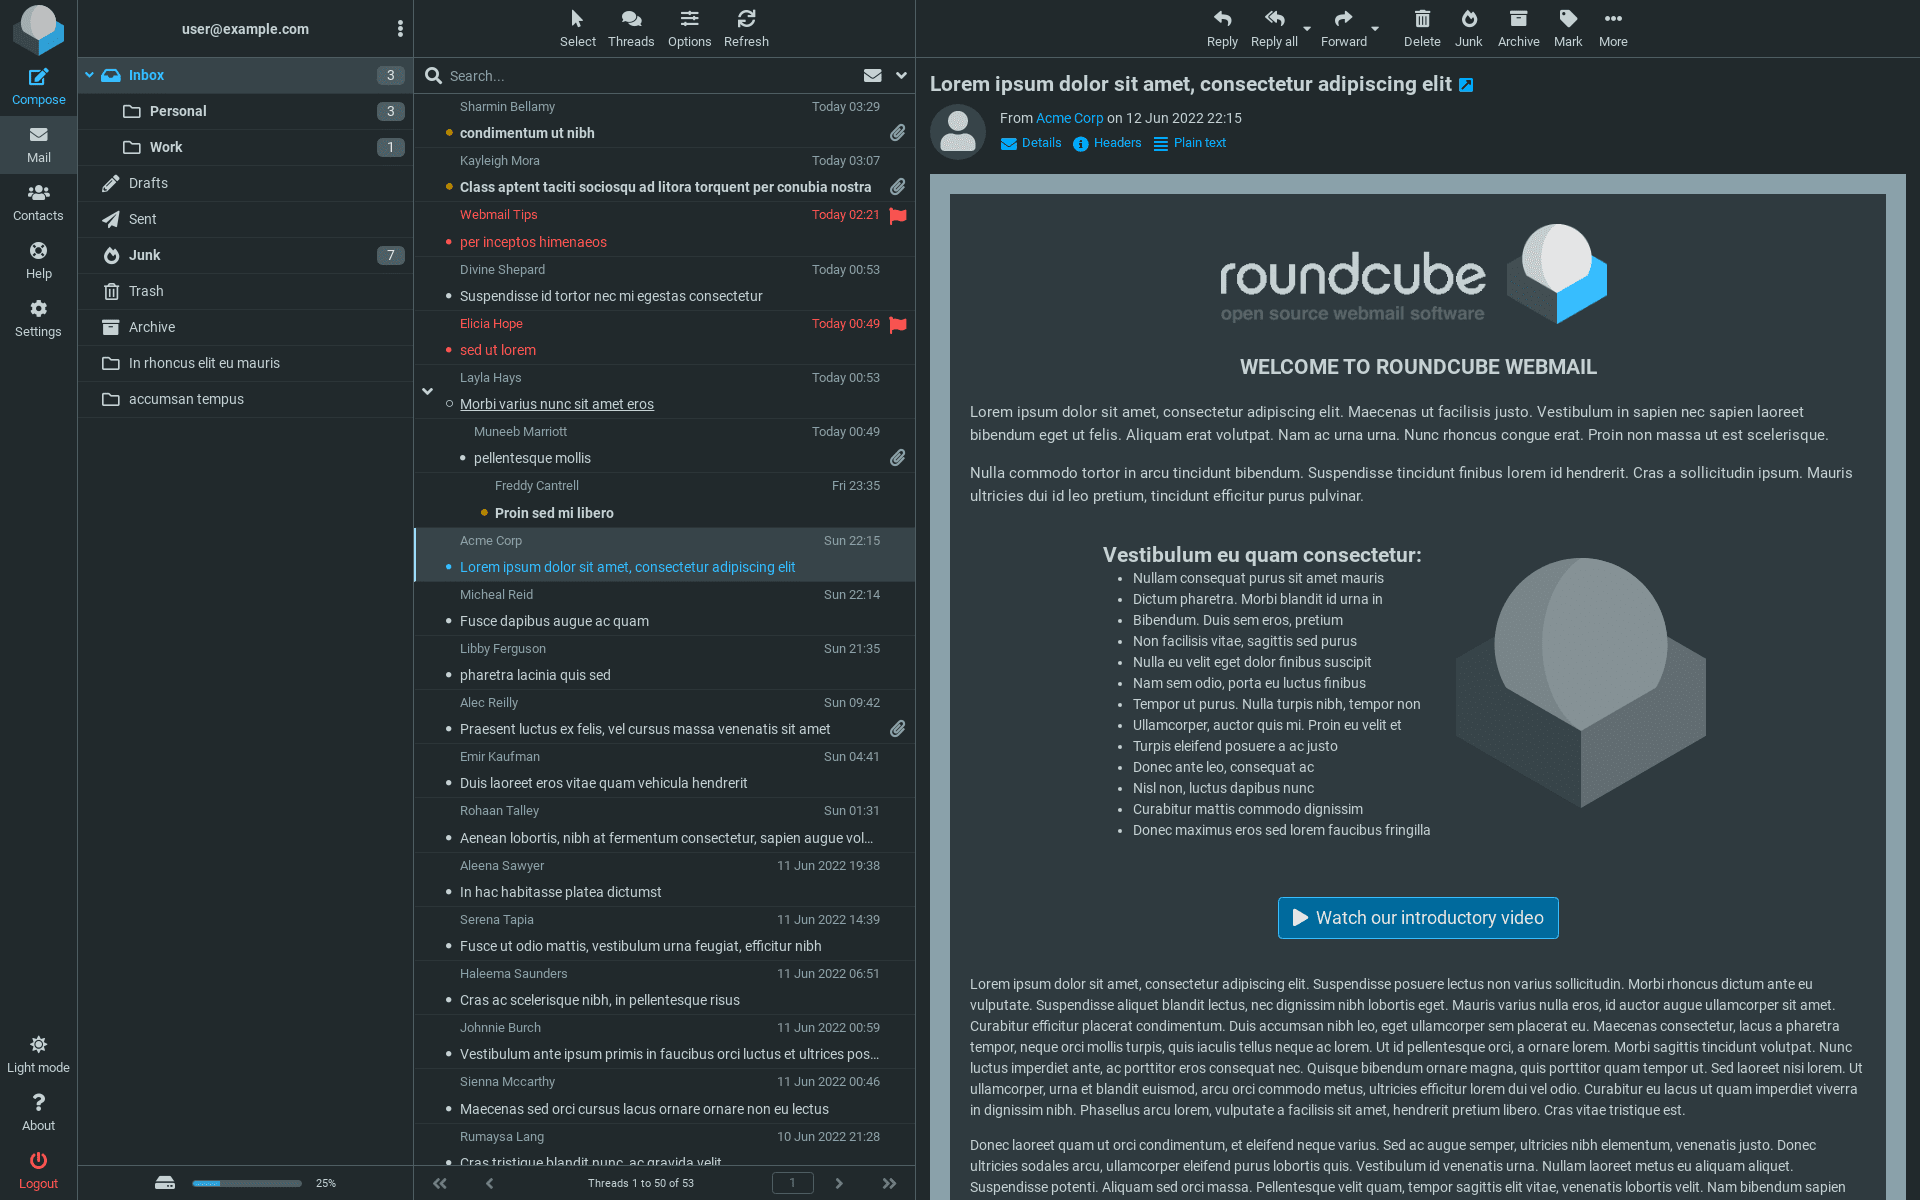 Compose
Mail
Contacts
Help
Settings
Light mode
About
Logout
user@example.com
Inbox 3
Personal 3
Work 1
Drafts
Sent
Junk 7
Trash
Archive
In rhoncus elit eu mauris
accumsan tempus
25%
Select Threads Options Refresh
Search...
Sharmin Bellamy Today 03:29
condimentum ut nibh
Kayleigh Mora Today 03:07
Class aptent taciti sociosqu ad litora torquent per conubia nostra
Webmail Tips Today 02:21
per inceptos himenaeos
Divine Shepard Today 00:53
Suspendisse id tortor nec mi egestas consectetur
Elicia Hope Today 00:49
sed ut lorem
Layla Hays Today 00:53
Morbi varius nunc sit amet eros
Muneeb Marriott Today 00:49
pellentesque mollis
Freddy Cantrell Fri 23:35
Proin sed mi libero
Acme Corp Sun 22:15
Lorem ipsum dolor sit amet, consectetur adipiscing elit
Micheal Reid Sun 22:14
Fusce dapibus augue ac quam
Libby Ferguson Sun 21:35
pharetra lacinia quis sed
Alec Reilly Sun 09:42
Praesent luctus ex felis, vel cursus massa venenatis sit amet
Emir Kaufman Sun 04:41
Duis laoreet eros vitae quam vehicula hendrerit
Rohaan Talley Sun 01:31
Aenean lobortis, nibh at fermentum consectetur, sapien augue vol...
Aleena Sawyer 11 Jun 2022 19:38
In hac habitasse platea dictumst
Serena Tapia 11 Jun 2022 14:39
Fusce ut odio mattis, vestibulum urna feugiat, efficitur nibh
Haleema Saunders 11 Jun 2022 06:51
Cras ac scelerisque nibh, in pellentesque risus
Johnnie Burch 11 Jun 2022 00:59
Vestibulum ante ipsum primis in faucibus orci luctus et ultrices pos...
Sienna Mccarthy 11 Jun 2022 00:46
Maecenas sed orci cursus lacus ornare ornare non eu lectus
Rumaysa Lang 10 Jun 2022 21:28
Cras tristique blandit nunc, ac gravida velit
Threads 1 to 50 of 53 1
Reply Reply all Forward Delete Junk Archive Mark More
Lorem ipsum dolor sit amet, consectetur adipiscing elit
From Acme Corp on 12 Jun 2022 22:15
Details Headers Plain text
roundcube
open source webmail software
WELCOME TO ROUNDCUBE WEBMAIL
Lorem ipsum dolor sit amet, consectetur adipiscing elit. Maecenas ut facilisis justo. Vestibulum in sapien nec sapien laoreet
bibendum eget ut felis. Aliquam erat volutpat. Nam ac urna urna. Nunc rhoncus congue erat. Proin non massa ut est scelerisque.
Nulla commodo tortor in arcu tincidunt bibendum. Suspendisse tincidunt finibus lorem id hendrerit. Cras a sollicitudin ipsum. Mauris
ultricies dui id leo pretium, tincidunt efficitur purus pulvinar.
Vestibulum eu quam consectetur:
• Nullam consequat purus sit amet mauris
• Dictum pharetra. Morbi blandit id urna in
• Bibendum. Duis sem eros, pretium
• Non facilisis vitae, sagittis sed purus
• Nulla eu velit eget dolor finibus suscipit
• Nam sem odio, porta eu luctus finibus
• Tempor ut purus. Nulla turpis nibh, tempor non
• Ullamcorper, auctor quis mi. Proin eu velit et
• Turpis eleifend posuere a ac justo
• Donec ante leo, consequat ac
• Nisl non, luctus dapibus nunc
• Curabitur mattis commodo dignissim
• Donec maximus eros sed lorem faucibus fringilla
Watch our introductory video
Lorem ipsum dolor sit amet, consectetur adipiscing elit. Suspendisse posuere lectus non varius sollicitudin. Morbi rhoncus dictum ante eu
vulputate. Suspendisse aliquet blandit lectus, nec dignissim nibh lobortis eget. Mauris varius nulla eros, id auctor augue ullamcorper sit amet.
Curabitur efficitur placerat condimentum. Duis accumsan nibh leo, eget ullamcorper sem placerat eu. Maecenas consectetur, lacus a pharetra
tempor, neque orci mollis turpis, quis iaculis tellus neque ac lorem. Ut id pellentesque orci, a ornare lorem. Morbi sagittis tincidunt volutpat. Nunc
luctus imperdiet ante, ac porttitor eros consequat nec. Quisque bibendum ornare magna, quis porttitor quam tempor ut. Sed laoreet nisi lorem. Ut
ullamcorper, urna et blandit euismod, arcu orci commodo metus, ultricies efficitur lorem dui vel odio. Curabitur eu lacus ut quam imperdiet viverra
in dignissim nibh. Phasellus arcu lorem, vulputate a facilisis sit amet, hendrerit pretium libero. Cras vitae tristique est.
Donec laoreet quam ut orci condimentum, et eleifend neque varius. Sed ac augue semper, ultricies nibh elementum, venenatis justo. Donec
ultricies sodales arcu, ullamcorper eleifend purus lobortis quis. Vestibulum id venenatis urna. Nullam laoreet metus eu aliquam aliquet.
Suspendisse potenti. Aliquam sed orci massa. Pellentesque velit quam, tempor sagittis elit vitae, venenatis lobortis velit. Nam bibendum sapien